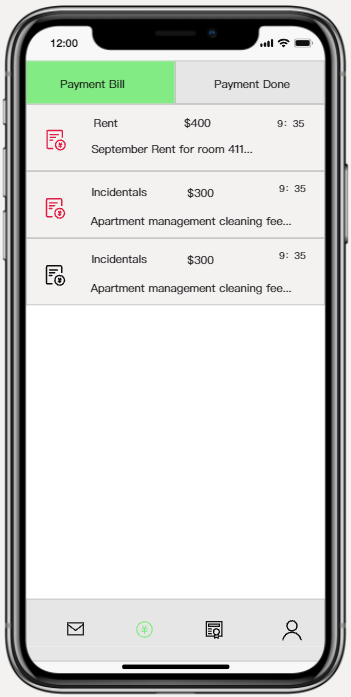 12:00
Payment Bill Payment Done
Rent $400 9: 35
September Rent for room 411...
Incidentals $300 9: 35
Apartment management cleaning fee...
Incidentals $300 9: 35
Apartment management cleaning fee...